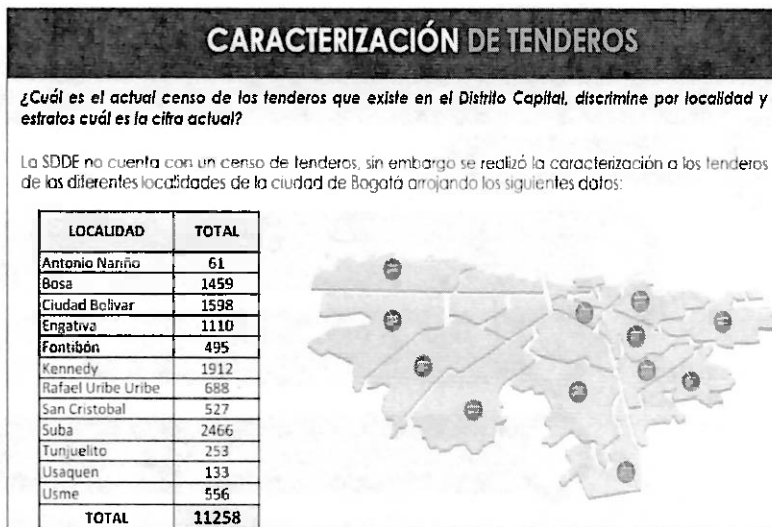 CARACTERIZACIÓN DE TENDEROS
¿Cuál es el actual censo de los tenderos que existe en el Distrito Capital, discrimine por localidad y
estratos cuál es la cifra actual?
La SDDE no cuenta con un censo de tenderos, sin embargo se realizó la caracterización a los tenderos
de las diferentes localidades de la ciudad de Bogotá arrojando los siguientes datos:
LOCALIDAD TOTAL
Antonio Nariño 61
Bosa 1459
Ciudad Bolivar 1598
Engativa 1110
Fontibón 495
Kennedy 1912
Rafael Uribe Uribe 688
San Cristobal 527
Suba 2466
Tunjuelito 253
Usaquen 133
Usme 556
TOTAL 11258